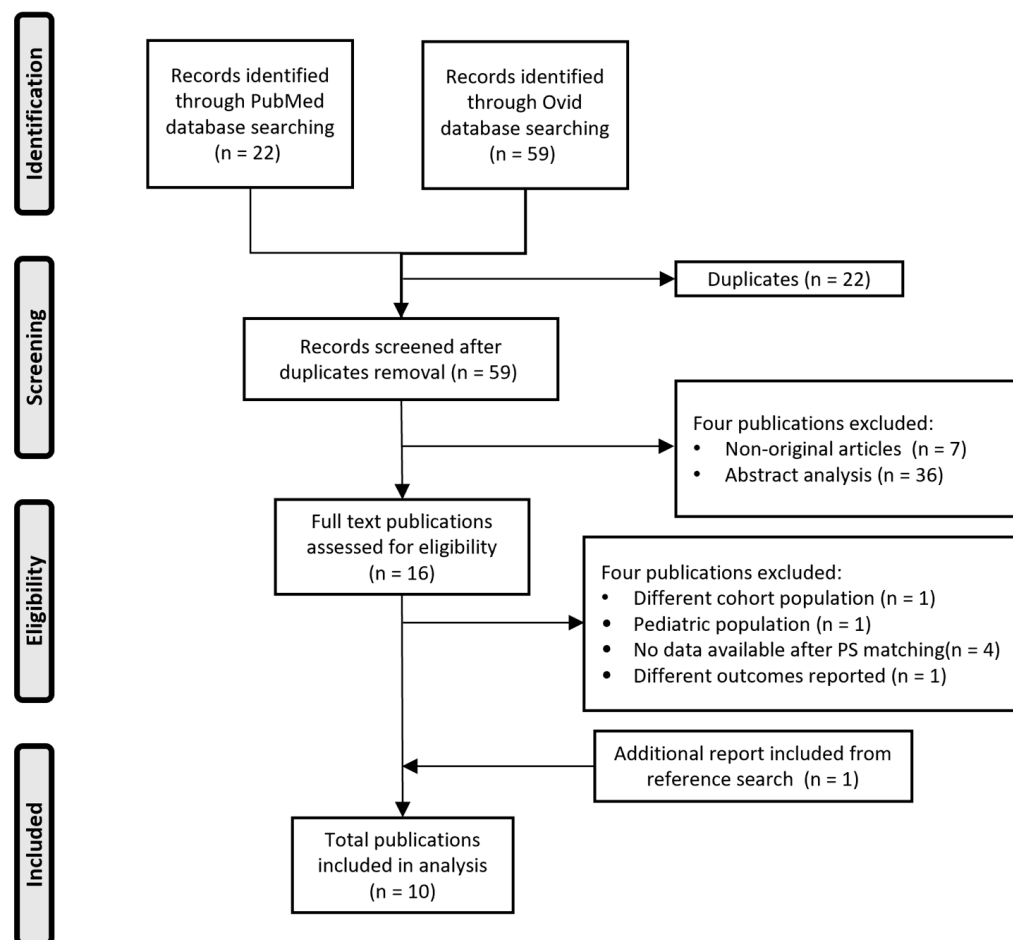 Identification
Records identified
through PubMed
database searching
(n = 22)
Records identified
through Ovid
database searching
(n = 59)
Screening
Duplicates (n = 22)
Records screened after
duplicates removal (n = 59)
Four publications excluded:
• Non-original articles (n = 7)
• Abstract analysis (n = 36)
Eligibility
Full text publications
assessed for eligibility
(n = 16)
Four publications excluded:
• Different cohort population (n = 1)
• Pediatric population (n = 1)
• No data available after PS matching(n = 4)
• Different outcomes reported (n = 1)
Included
Additional report included from
reference search (n = 1)
Total publications
included in analysis
(n = 10)